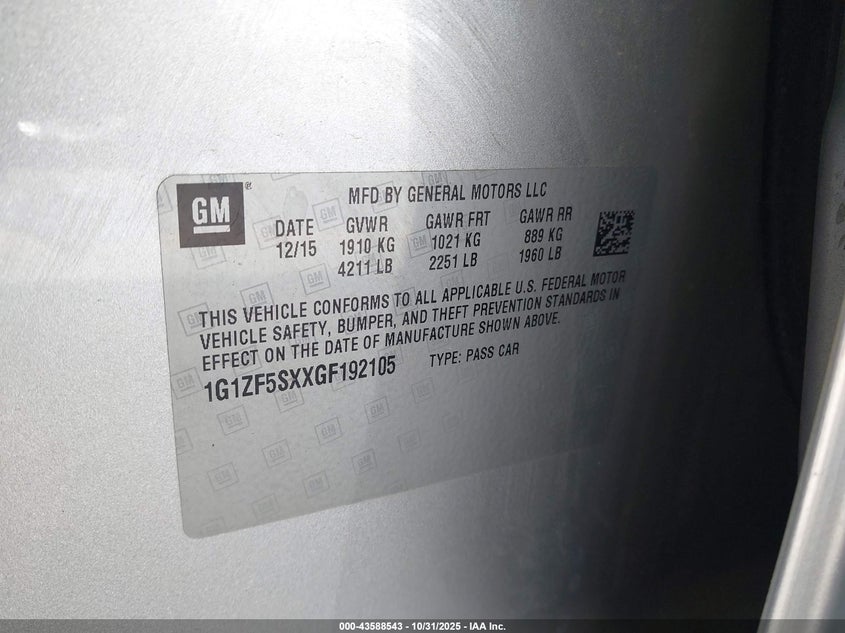 GM®
MFD BY GENERAL MOTORS LLC
DATE GVWR GAWR FRT GAWR RR
12/15 1910 KG 1021 KG 889 KG
4211 LB 2251 LB 1960 LB
THIS VEHICLE CONFORMS TO ALL APPLICABLE U.S. FEDERAL MOTOR
VEHICLE SAFETY, BUMPER, AND THEFT PREVENTION STANDARDS IN
EFFECT ON THE DATE OF MANUFACTURE SHOWN ABOVE.
1G1ZF5SXXGF192105 TYPE: PASS CAR
000-43588543 | 10/31/2025 - IAA Inc.